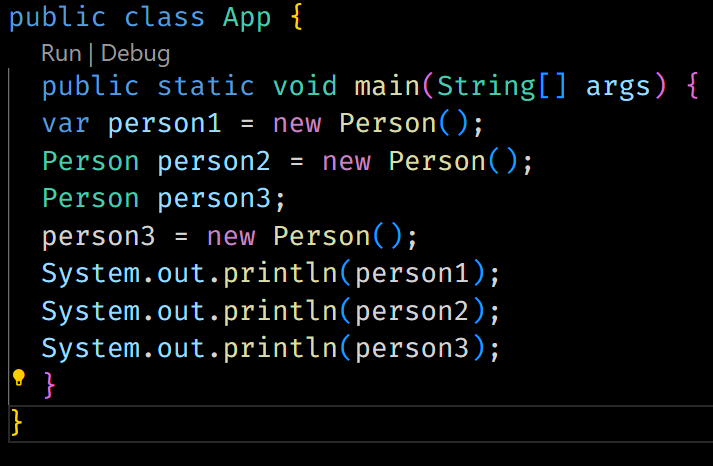 public class App {
Run | Debug
public static void main(String[] args) {
var person1 = new Person();
Person person2 = new Person();
Person person3;
person3 = new Person();
System.out.println(person1);
System.out.println(person2);
System.out.println(person3);
}
}